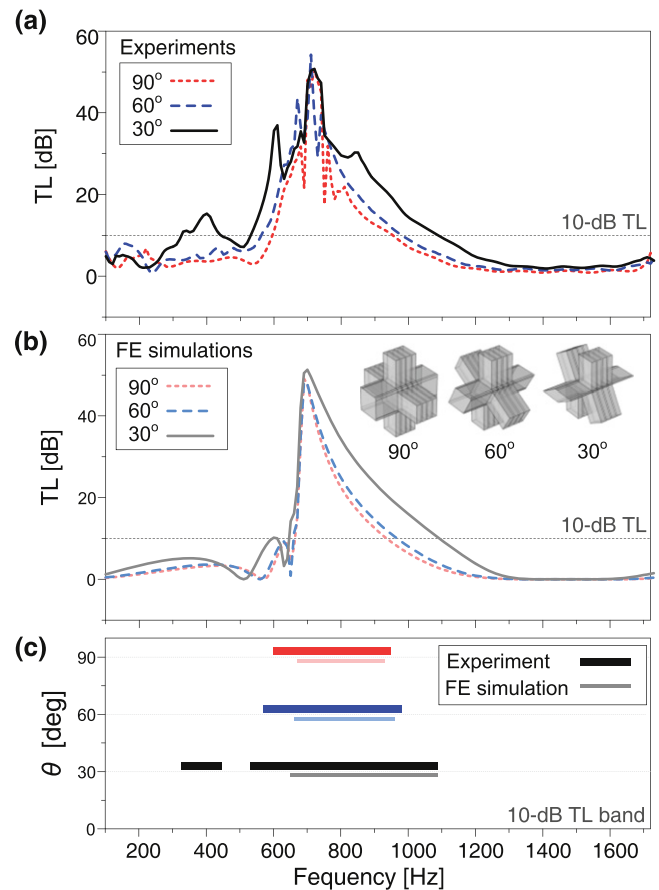 (a)
Experiments
90°
60°
30°
60
40
20
0
TL [dB]
10-dB TL
(b)
FE simulations
90°
60°
30°
90° 60° 30°
60
40
20
0
TL [dB]
10-dB TL
(c)
Experiment
FE simulation
90
60
30
0
θ [deg]
10-dB TL band
200 400 600 800 1000 1200 1400 1600
Fequency [Hz]